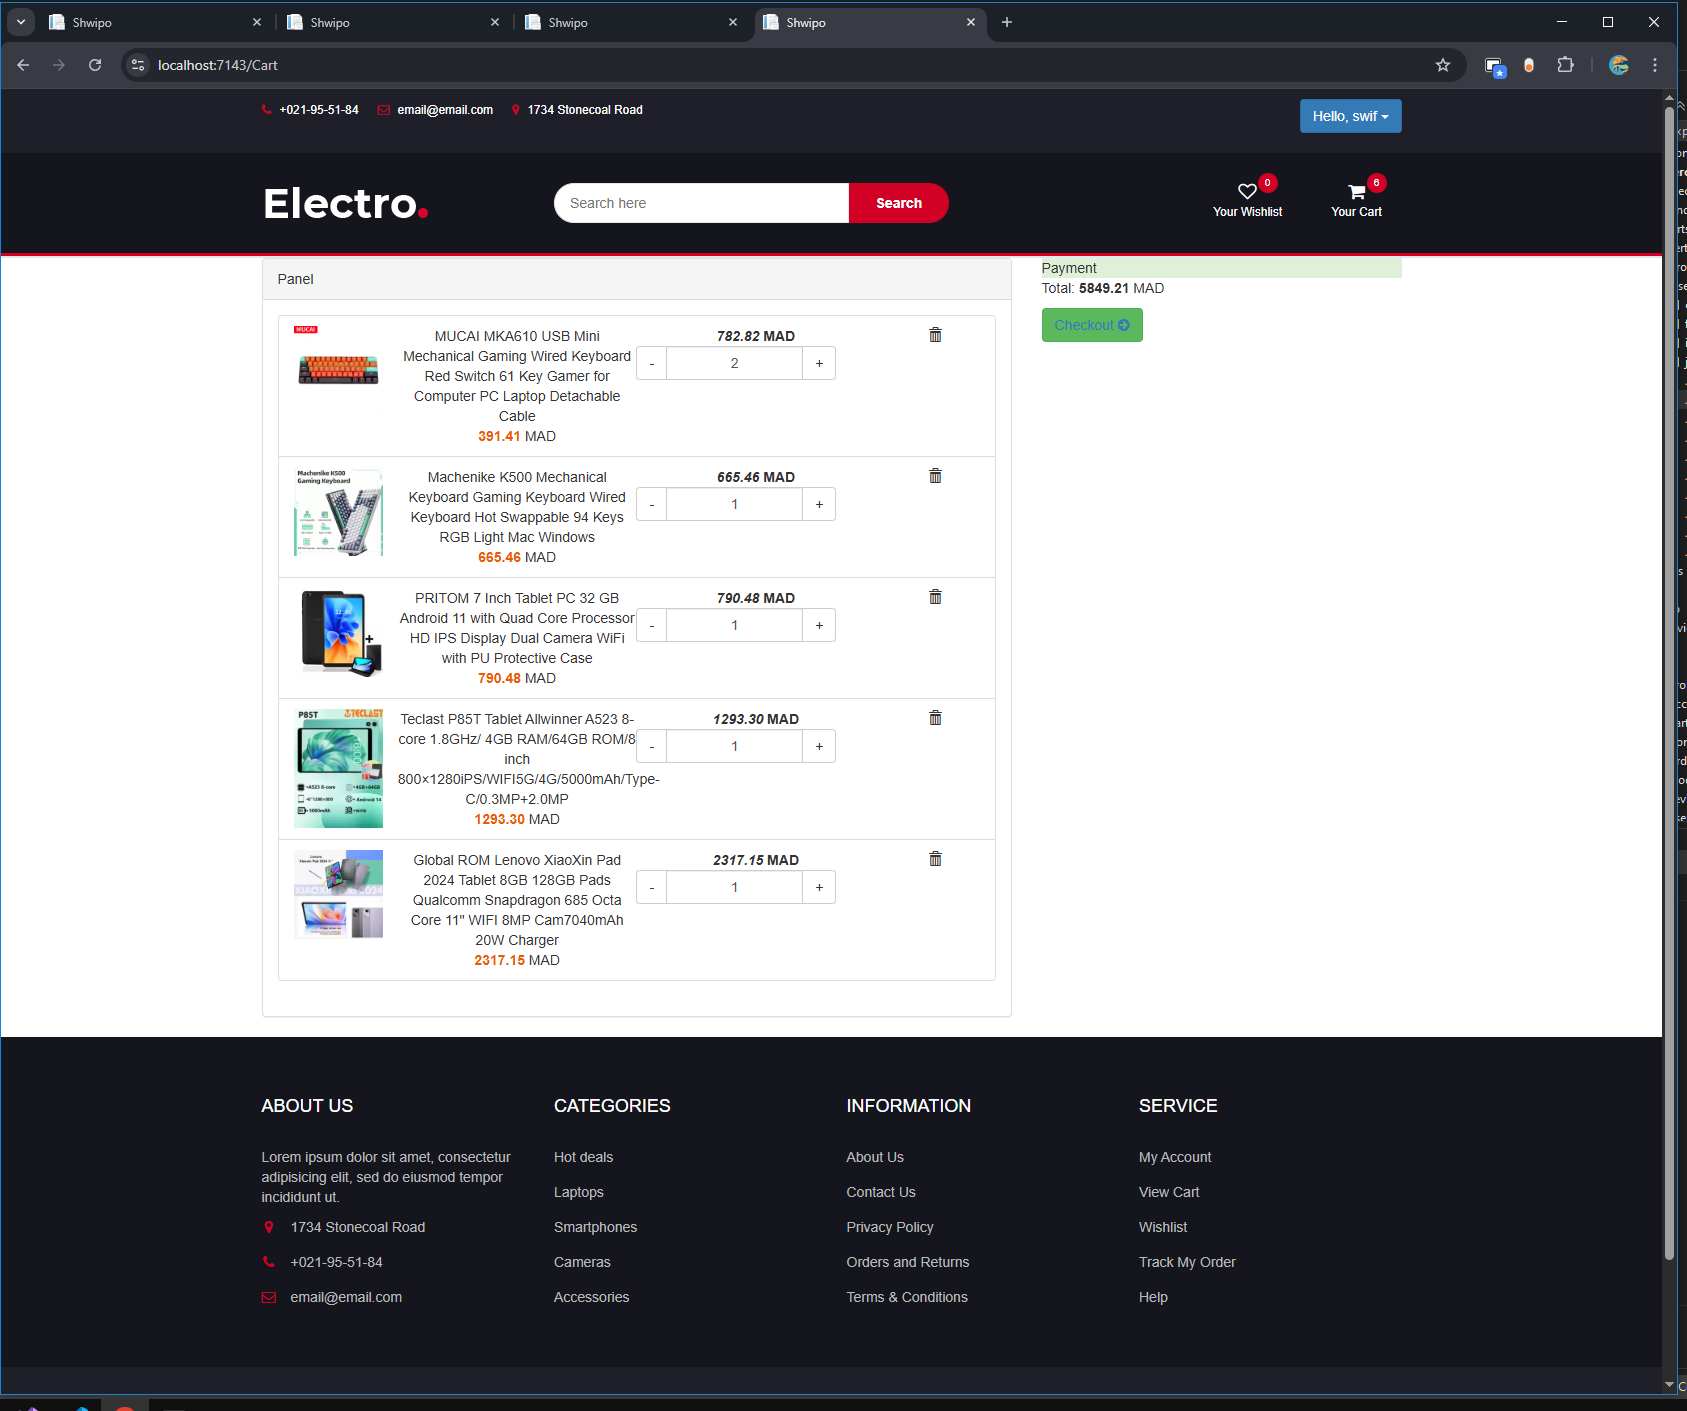 Shwipo
Shwipo
Shwipo
Shwipo
localhost:7143/Cart
+021-95-51-84 email@email.com 1734 Stonecoal Road
Hello, swif
Electro.
Search here
Search
0
Your Wishlist
6
Your Cart
Panel
MUCAI
MUCAI MKA610 USB Mini
Mechanical Gaming Wired Keyboard
Red Switch 61 Key Gamer for
Computer PC Laptop Detachable
Cable
391.41 MAD
782.82 MAD
- 2 +
Machenike K500
Gaming Keyboard
Machenike K500 Mechanical
Keyboard Gaming Keyboard Wired
Keyboard Hot Swappable 94 Keys
RGB Light Mac Windows
665.46 MAD
665.46 MAD
- 1 +
PRITOM 7 Inch Tablet PC 32 GB
Android 11 with Quad Core Processor
HD IPS Display Dual Camera WiFi
with PU Protective Case
790.48 MAD
790.48 MAD
- 1 +
P85T TECLAST
Teclast P85T Tablet Allwinner A523 8-
core 1.8GHz/ 4GB RAM/64GB ROM/8
inch
800×1280iPS/WIFI5G/4G/5000mAh/Type-
C/0.3MP+2.0MP
1293.30 MAD
1293.30 MAD
- 1 +
Global ROM Lenovo XiaoXin Pad
2024 Tablet 8GB 128GB Pads
Qualcomm Snapdragon 685 Octa
Core 11" WIFI 8MP Cam7040mAh
20W Charger
2317.15 MAD
2317.15 MAD
- 1 +
Payment
Total: 5849.21 MAD
Checkout
ABOUT US
Lorem ipsum dolor sit amet, consectetur
adipisicing elit, sed do eiusmod tempor
incididunt ut.
1734 Stonecoal Road
+021-95-51-84
email@email.com
CATEGORIES
Hot deals
Laptops
Smartphones
Cameras
Accessories
INFORMATION
About Us
Contact Us
Privacy Policy
Orders and Returns
Terms & Conditions
SERVICE
My Account
View Cart
Wishlist
Track My Order
Help